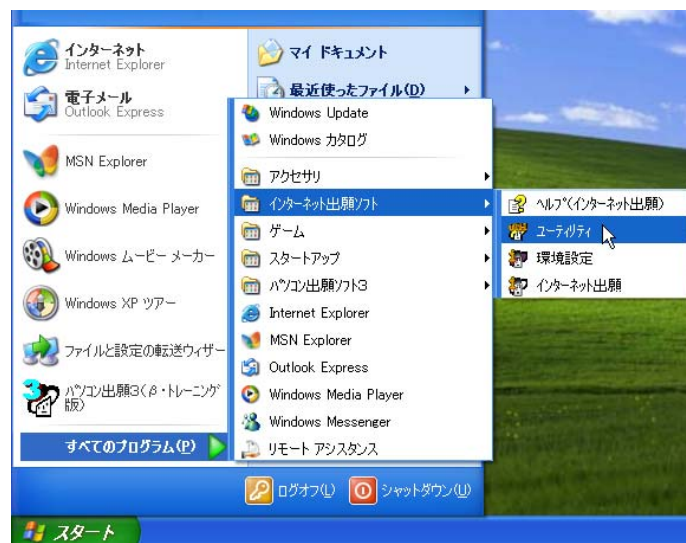 インターネット
Internet Explorer
電子メール
Outlook Express
MSN Explorer
Windows Media Player
Windows ムービー メーカー
Windows XP ツアー
ファイルと設定の転送ウィザー
パソコン出願3(β・トレーニング
版)
すべてのプログラム(P)
マイ ドキュメント
最近使ったファイル(D)
Windows Update
Windows カタログ
アクセサリ
インターネット出願ソフト
ゲーム
スタートアップ
パソコン出願ソフト3
Internet Explorer
MSN Explorer
Outlook Express
Windows Media Player
Windows Messenger
リモート アシスタンス
ヘルプ(インターネット出願)
ユーティリティ
環境設定
インターネット出願
ログオフ(L)
シャットダウン(U)
スタート